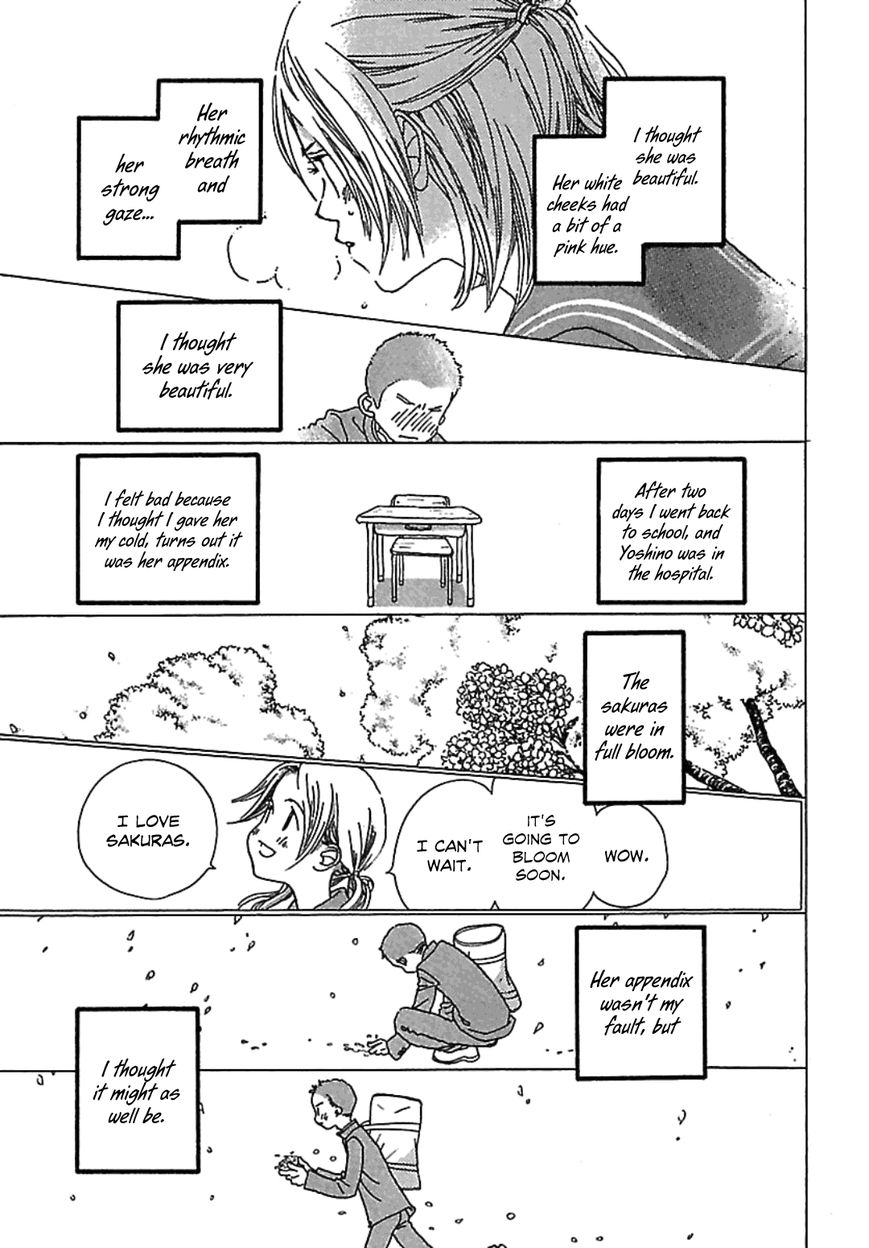 I thought
she was
beautiful.
Her white
cheeks had
a bit of a
pink hue.
Her
rhythmic
breath
and
her
strong
gaze...
I thought
she was very
beautiful.
After two
days I went back
to school, and
Yoshino was in
the hospital.
I felt bad because
I thought I gave her
my cold, turns out it
was her appendix.
The
sakuras
were in
full bloom.
WOW.
IT'S
GOING TO
BLOOM
SOON.
I CAN'T
WAIT.
I LOVE
SAKURAS.
Her appendix
wasn't my
fault, but
I thought
it might as
well be.